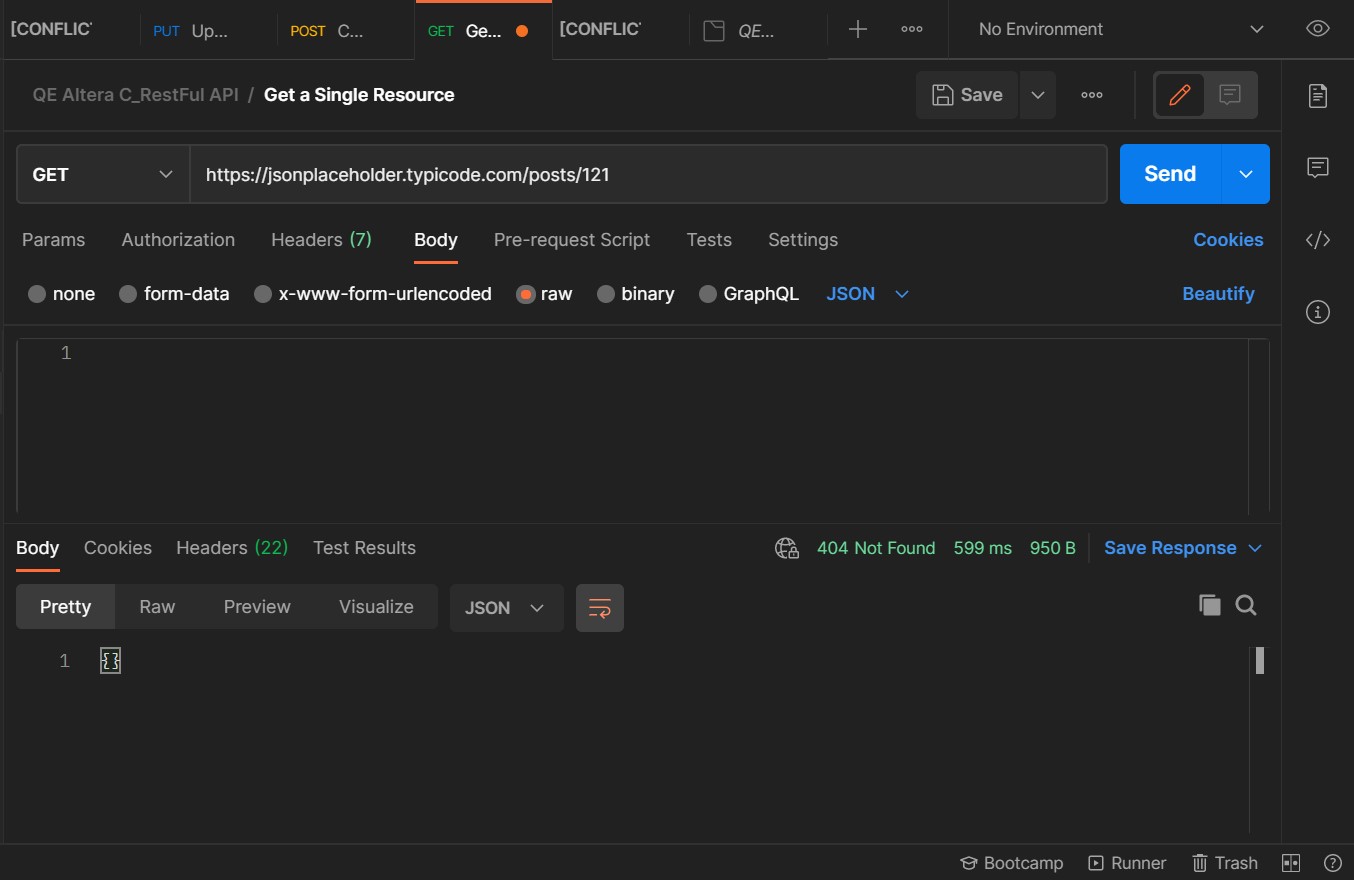 [CONFLIC PUT Up... POST C... GET Ge... [CONFLIC QE... No Environment
QE Altera C_RestFul API / Get a Single Resource Save
GET https://jsonplaceholder.typicode.com/posts/121 Send
Params Authorization Headers (7) Body Pre-request Script Tests Settings Cookies
none form-data x-www-form-urlencoded raw binary GraphQL JSON Beautify
1
Body Cookies Headers (22) Test Results 404 Not Found 599 ms 950 B Save Response
Pretty Raw Preview Visualize JSON
1 {}
Bootcamp Runner Trash